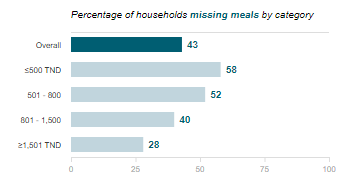 Percentage of households missing meals by category
Overall 43
≤500 TND 58
501 - 800 52
801 - 1,500 40
≥1,501 TND 28
0 25 50 75 100